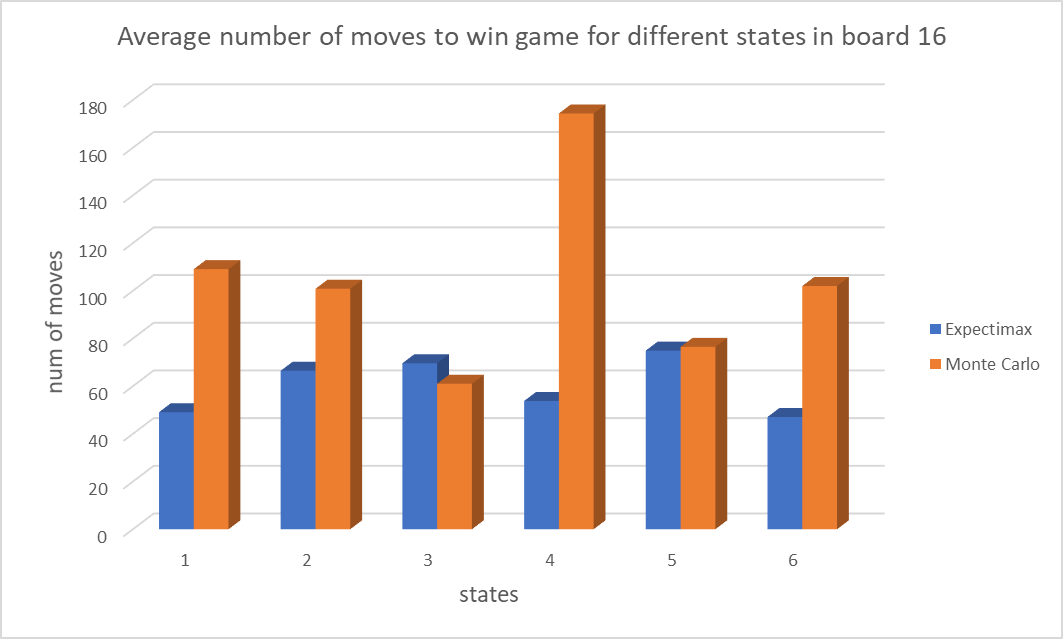 Average number of moves to win game for different states in board 16
180
160
140
120
100
80
60
40
20
0
num of moves
1 2 3 4 5 6
states
Expectimax
Monte Carlo